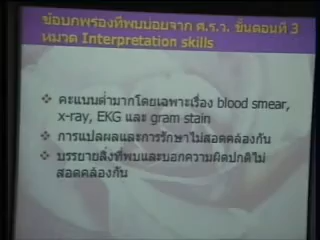 ข้อบกพร่องที่พบบ่อยจาก ศ.ร.ว. ขั้นตอนที่ 3
หมวด Interpretation skills
คะแนนต่ำมากโดยเฉพาะเรื่อง blood smear,
x-ray, EKG และ gram stain
การแปลผลและการรักษาไม่สอดคล้องกัน
บรรยายสิ่งที่พบและบอกความผิดปกติไม่
สอดคล้องกัน